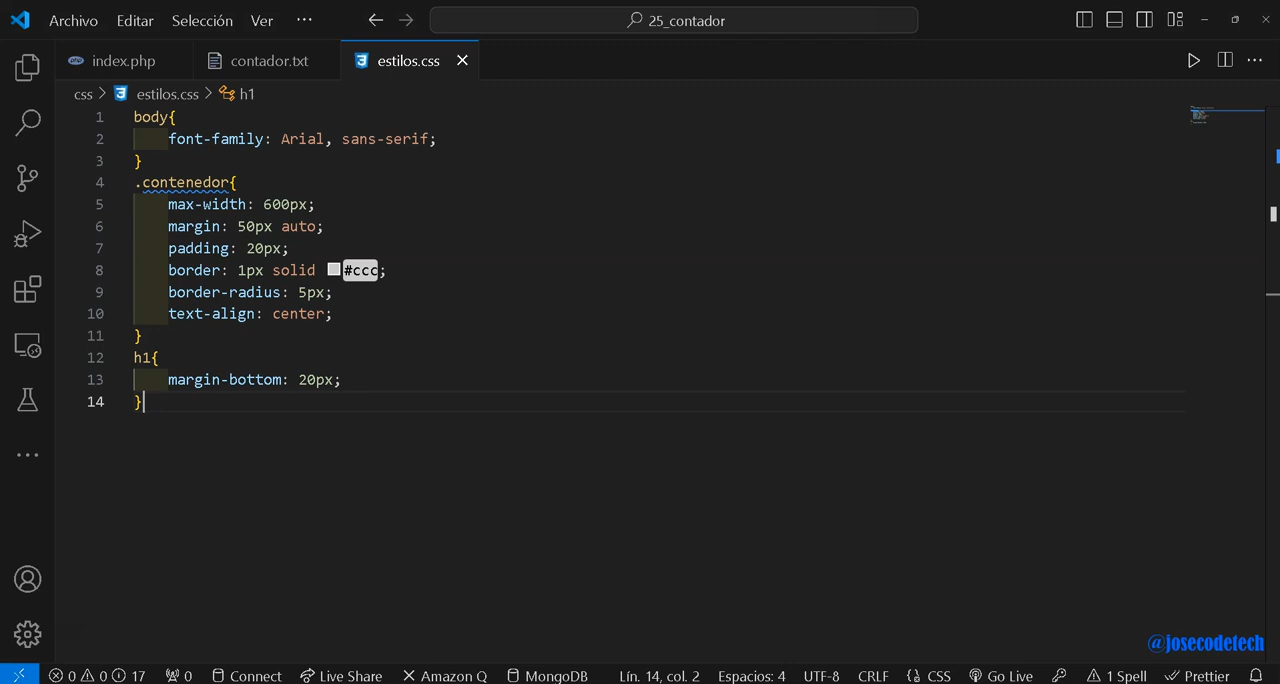 Archivo Editar Selección Ver ··· 25_contador
index.php contador.txt estilos.css
css > estilos.css > h1
1 body{
2 font-family: Arial, sans-serif;
3 }
4 .contenedor{
5 max-width: 600px;
6 margin: 50px auto;
7 padding: 20px;
8 border: 1px solid #ccc;
9 border-radius: 5px;
10 text-align: center;
11 }
12 h1{
13 margin-bottom: 20px;
14 }
@josecodetech
0 0 17 0 Connect Live Share Amazon Q MongoDB Lín. 14, col. 2 Espacios: 4 UTF-8 CRLF {} CSS Go Live 1 Spell Prettier